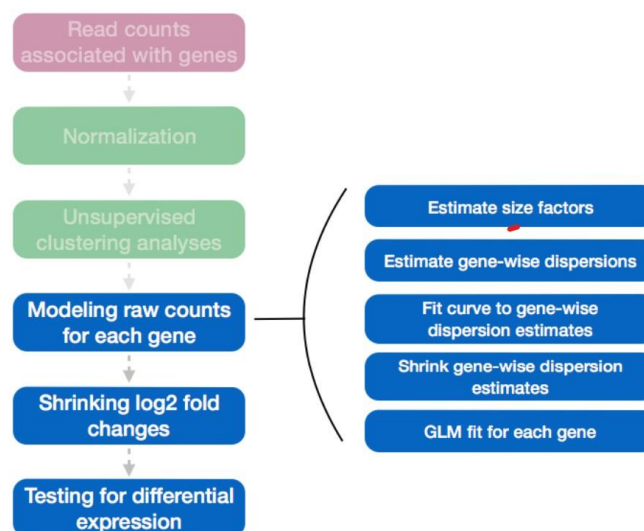 Read counts
associated with genes
Normalization
Unsupervised
clustering analyses
Modeling raw counts
for each gene
Shrinking log2 fold
changes
Testing for differential
expression
Estimate size factors
Estimate gene-wise dispersions
Fit curve to gene-wise
dispersion estimates
Shrink gene-wise dispersion
estimates
GLM fit for each gene